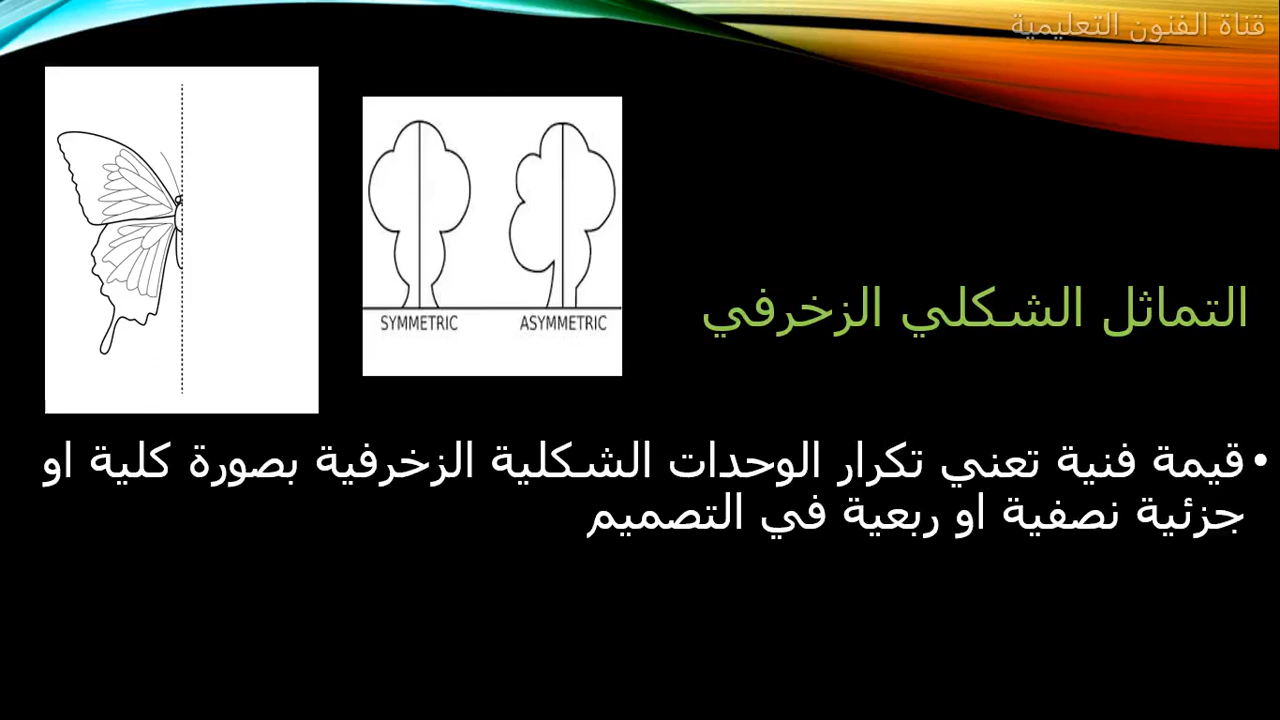 قناة الفنون التعليمية
SYMMETRIC ASYMMETRIC
التماثل الشكلي الزخرفي
• قيمة فنية تعني تكرار الوحدات الشكلية الزخرفية بصورة كلية او
جزئية نصفية او ربعية في التصميم